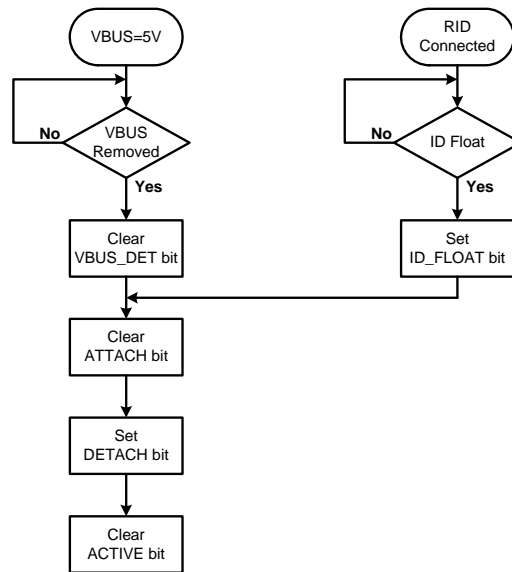 VBUS=5V
RID
Connected
No
VBUS
Removed
Yes
No
ID Float
Yes
Clear
VBUS_DET bit
Set
ID_FLOAT bit
Clear
ATTACH bit
Set
DETACH bit
Clear
ACTIVE bit